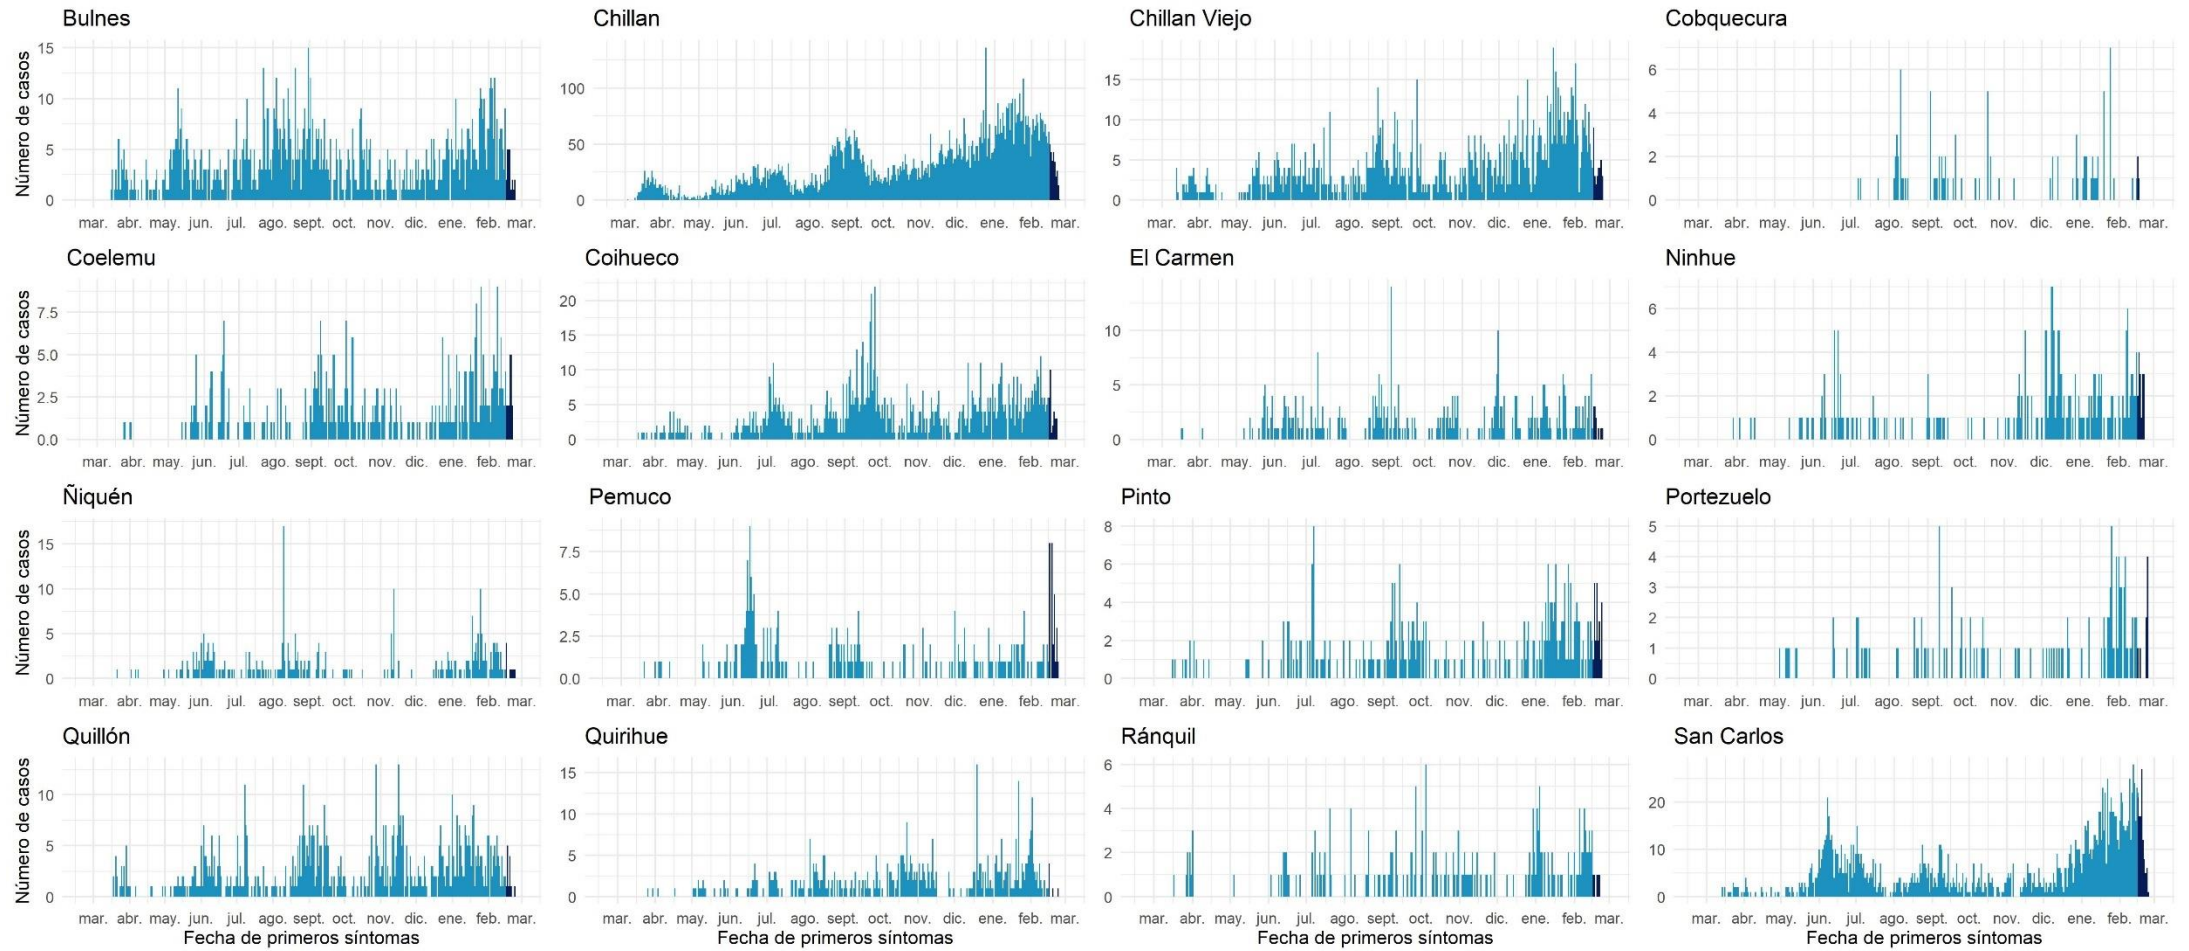 Bulnes
Chillan
Chillan Viejo
Cobquecura
Número de casos
15
10
5
0
100
50
0
15
10
5
0
6
4
2
0
mar. abr. may. jun. jul. ago. sept. oct. nov. dic. ene. feb. mar.
mar. abr. may. jun. jul. ago. sept. oct. nov. dic. ene. feb. mar.
mar. abr. may. jun. jul. ago. sept. oct. nov. dic. ene. feb. mar.
mar. abr. may. jun. jul. ago. sept. oct. nov. dic. ene. feb. mar.
Coelemu
Coihueco
El Carmen
Ninhue
Número de casos
7.5
5.0
2.5
0.0
20
15
10
5
0
10
5
0
6
4
2
0
mar. abr. may. jun. jul. ago. sept. oct. nov. dic. ene. feb. mar.
mar. abr. may. jun. jul. ago. sept. oct. nov. dic. ene. feb. mar.
mar. abr. may. jun. jul. ago. sept. oct. nov. dic. ene. feb. mar.
mar. abr. may. jun. jul. ago. sept. oct. nov. dic. ene. feb. mar.
Ñiquén
Pemuco
Pinto
Portezuelo
Número de casos
15
10
5
0
7.5
5.0
2.5
0.0
8
6
4
2
0
5
4
3
2
1
0
mar. abr. may. jun. jul. ago. sept. oct. nov. dic. ene. feb. mar.
mar. abr. may. jun. jul. ago. sept. oct. nov. dic. ene. feb. mar.
mar. abr. may. jun. jul. ago. sept. oct. nov. dic. ene. feb. mar.
mar. abr. may. jun. jul. ago. sept. oct. nov. dic. ene. feb. mar.
Quillón
Quirihue
Ránquil
San Carlos
Número de casos
10
5
0
15
10
5
0
6
4
2
0
20
10
0
mar. abr. may. jun. jul. ago. sept. oct. nov. dic. ene. feb. mar.
mar. abr. may. jun. jul. ago. sept. oct. nov. dic. ene. feb. mar.
mar. abr. may. jun. jul. ago. sept. oct. nov. dic. ene. feb. mar.
mar. abr. may. jun. jul. ago. sept. oct. nov. dic. ene. feb. mar.
Fecha de primeros síntomas
Fecha de primeros síntomas
Fecha de primeros síntomas
Fecha de primeros síntomas